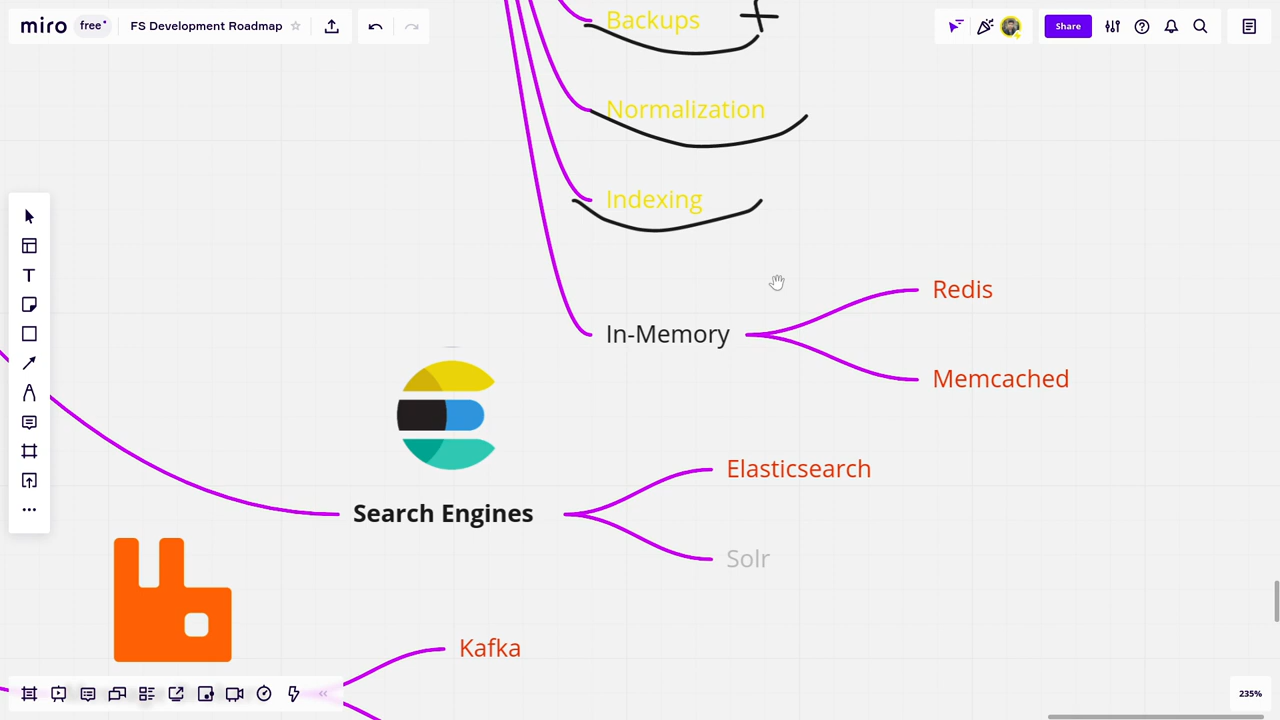 miro
free
FS Development Roadmap
Share
Backups
Normalization
Indexing
In-Memory
Redis
Memcached
Search Engines
Elasticsearch
Solr
Kafka
235%